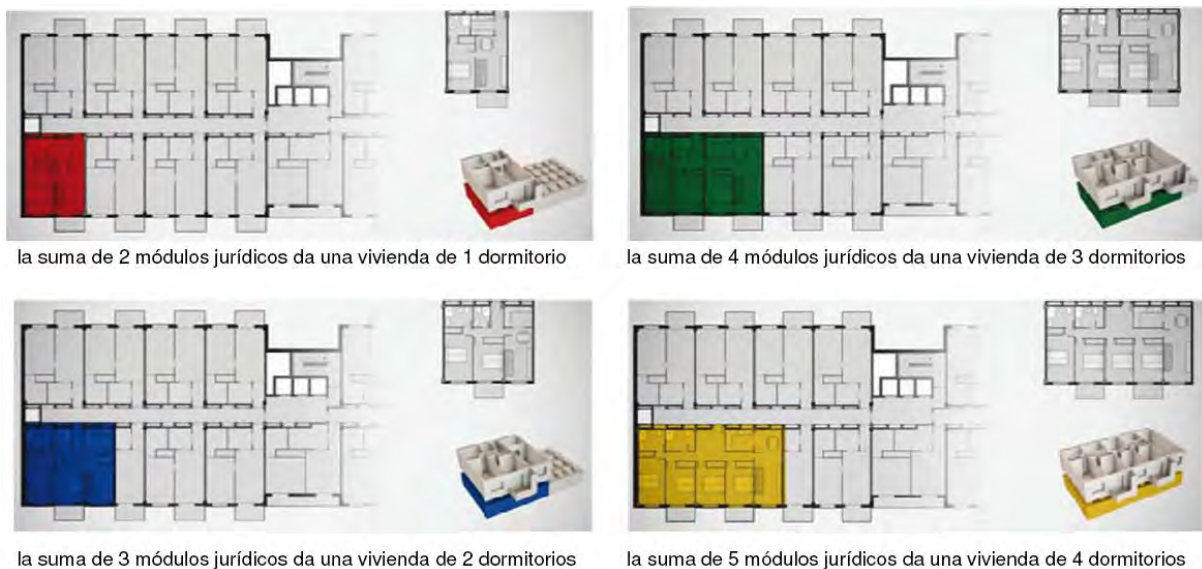 la suma de 2 módulos jurídicos da una vivienda de 1 dormitorio
la suma de 4 módulos jurídicos da una vivienda de 3 dormitorios
la suma de 3 módulos jurídicos da una vivienda de 2 dormitorios
la suma de 5 módulos jurídicos da una vivienda de 4 dormitorios